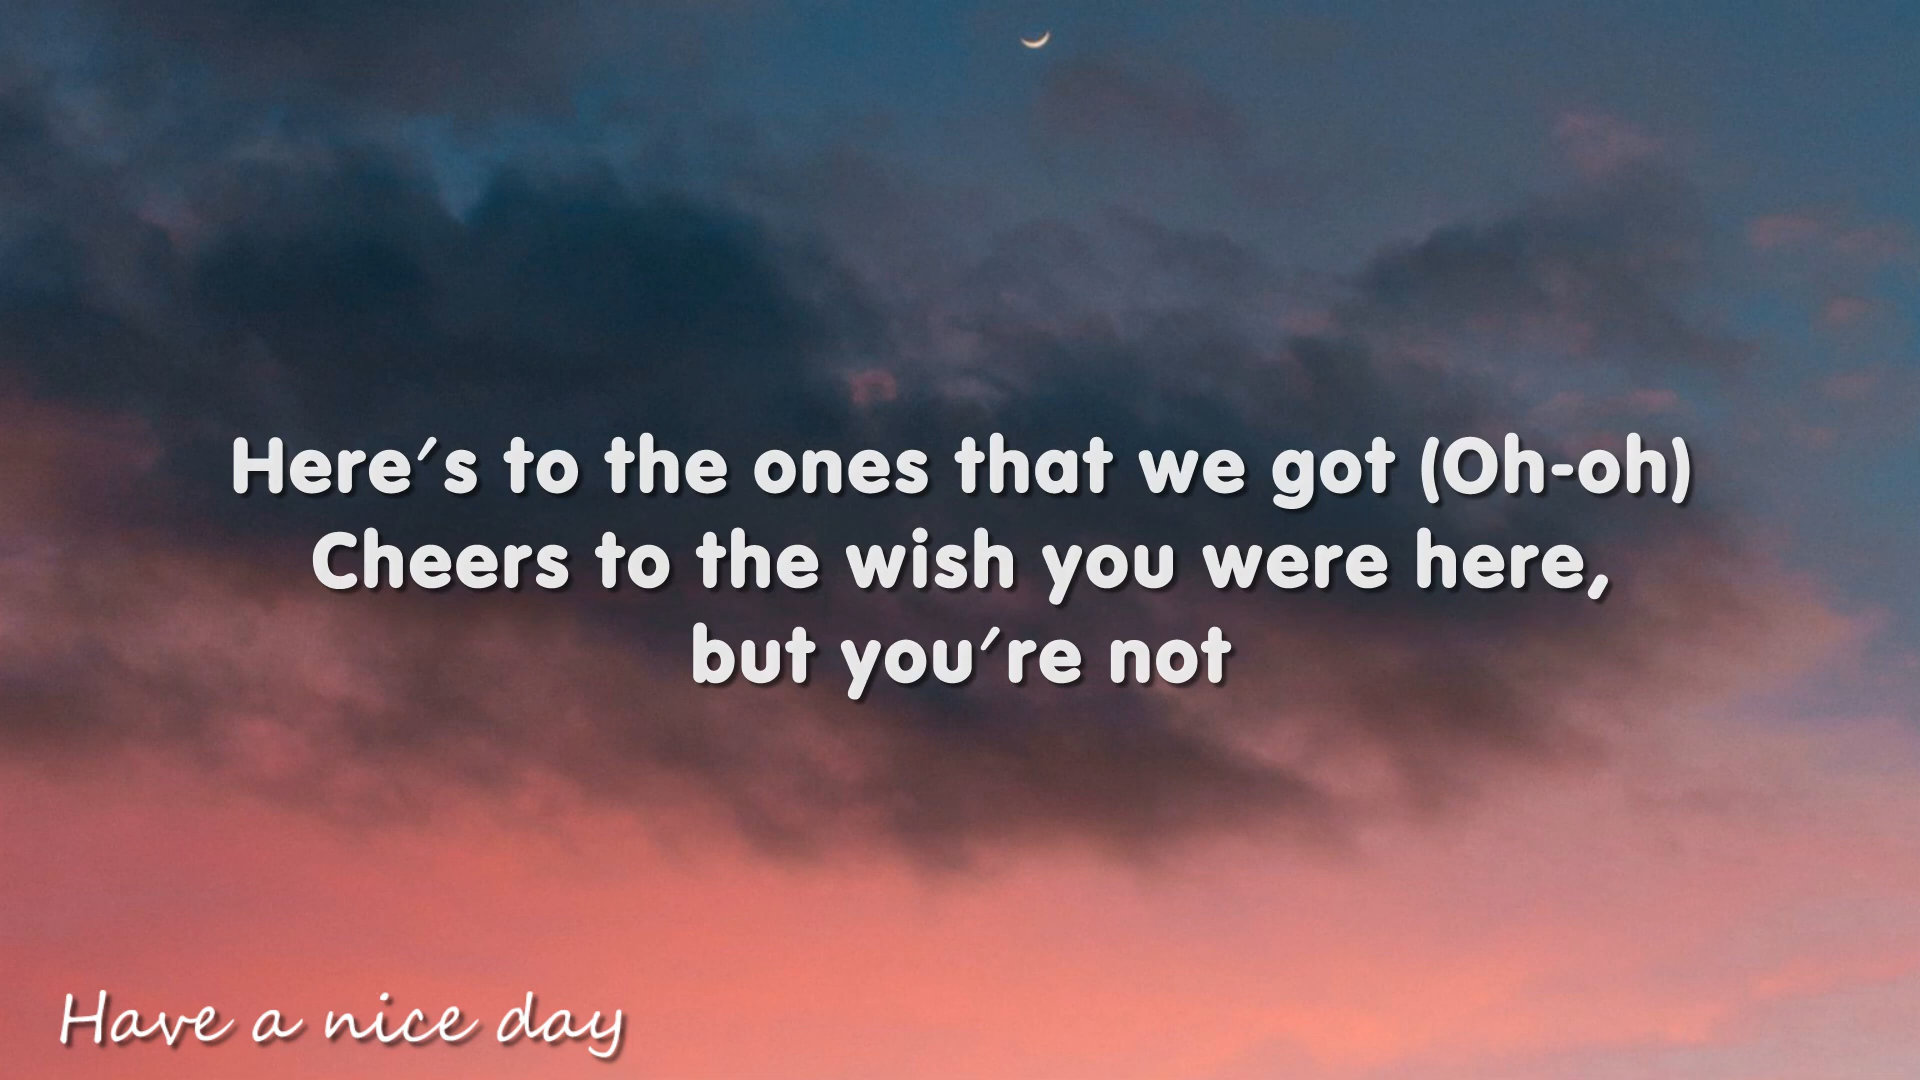 Here's to the ones that we got (Oh-oh)
Cheers to the wish you were here,
but you're not
Have a nice day